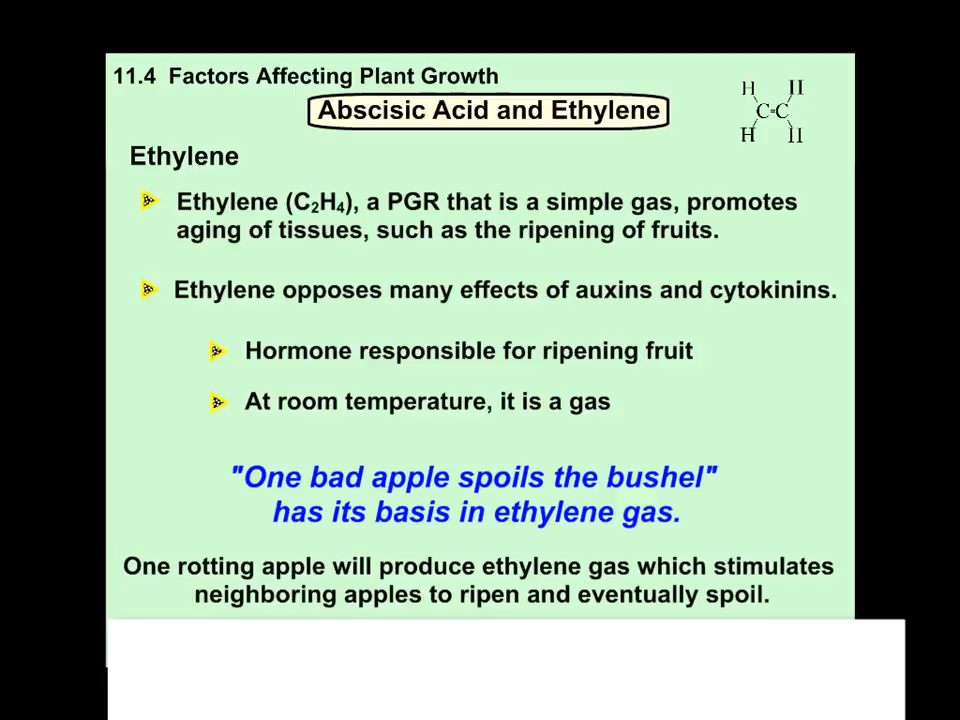 11.4 Factors Affecting Plant Growth
Abscisic Acid and Ethylene
H H
C=C
H H
Ethylene
Ethylene (C₂H₄), a PGR that is a simple gas, promotes
aging of tissues, such as the ripening of fruits.
Ethylene opposes many effects of auxins and cytokinins.
Hormone responsible for ripening fruit
At room temperature, it is a gas
"One bad apple spoils the bushel"
has its basis in ethylene gas.
One rotting apple will produce ethylene gas which stimulates
neighboring apples to ripen and eventually spoil.